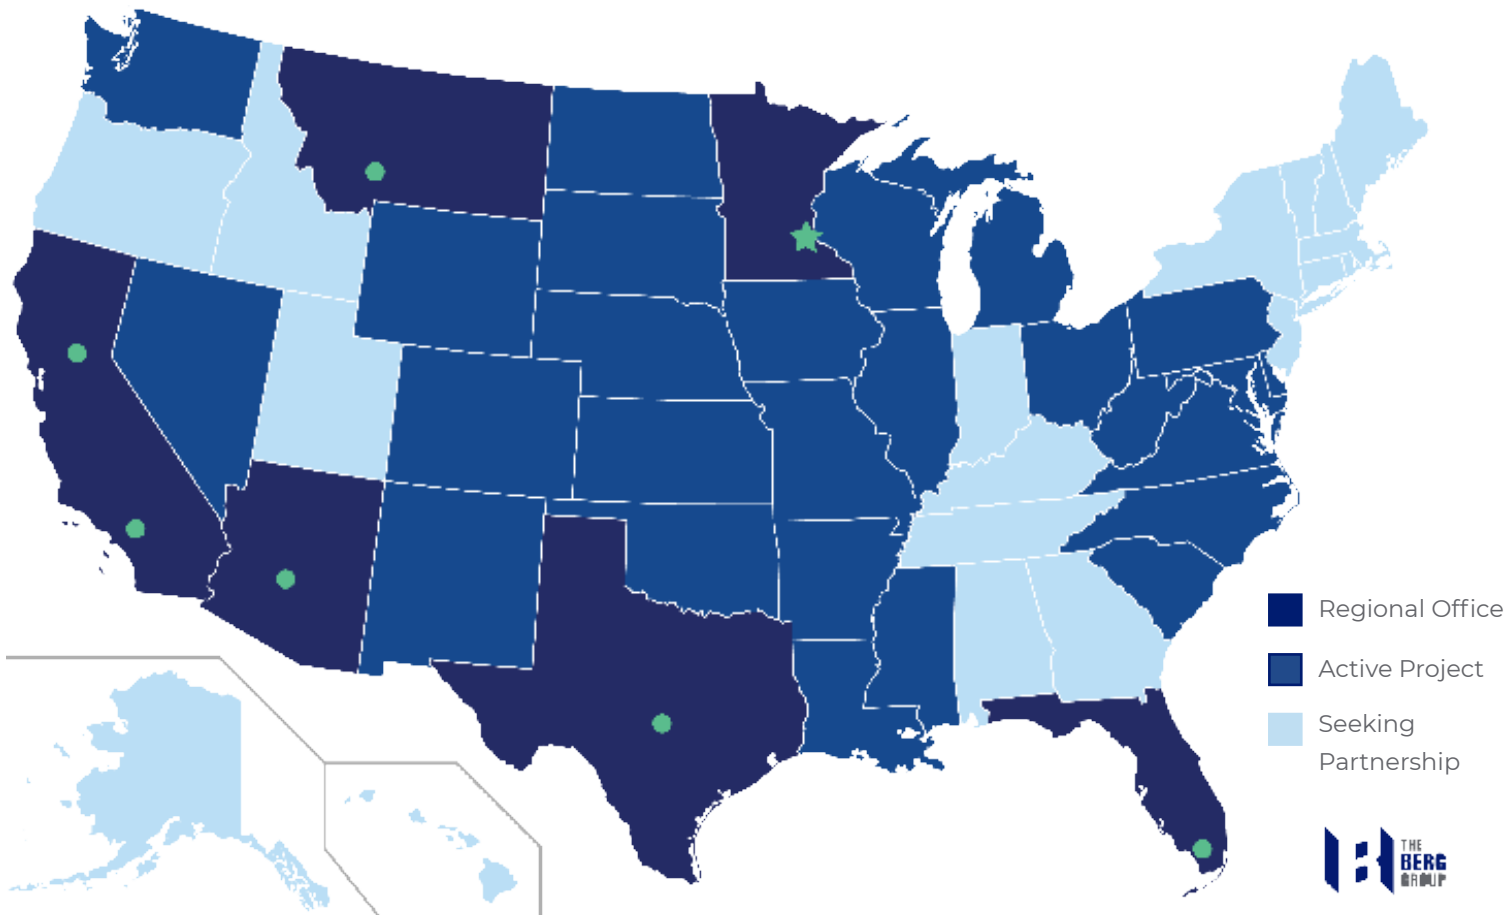 Regional Office
Active Project
Seeking
Partnership
THE
BERG
GROUP